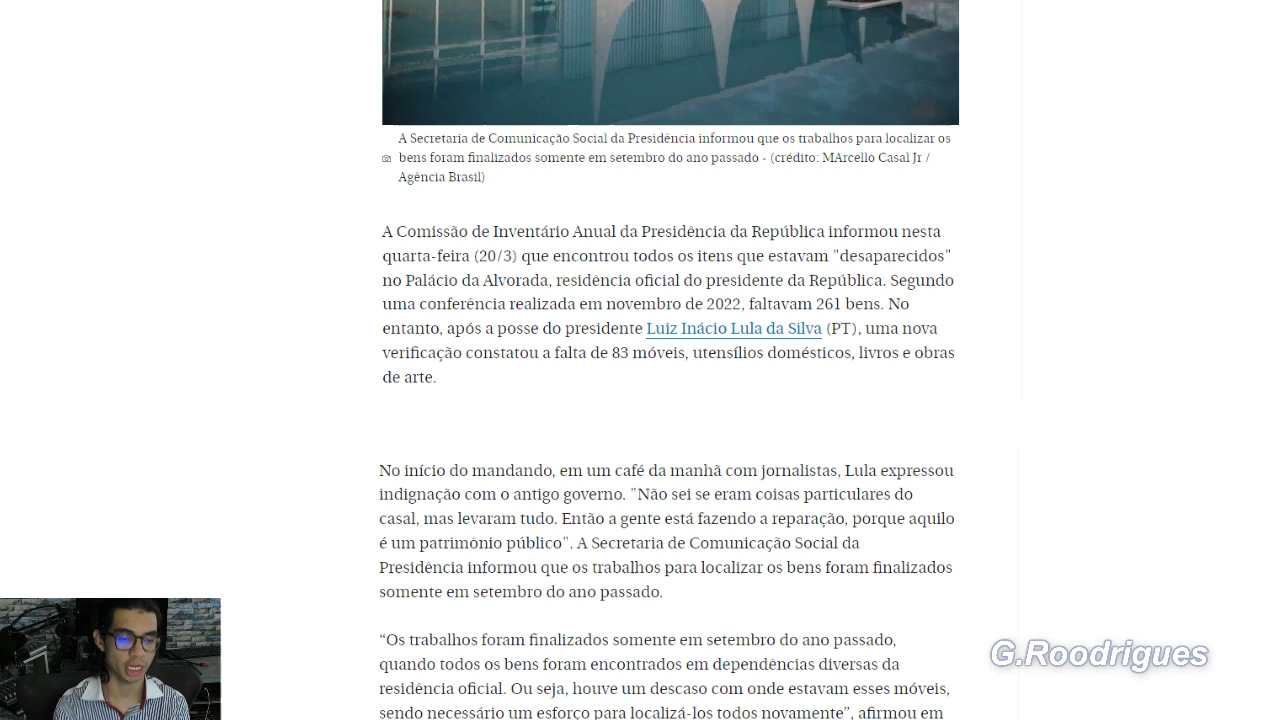 A Secretaria de Comunicação Social da Presidência informou que os trabalhos para localizar os
bens foram finalizados somente em setembro do ano passado - (crédito: MArcello Casal Jr /
Agência Brasil)
A Comissão de Inventário Anual da Presidência da República informou nesta
quarta-feira (20/3) que encontrou todos os itens que estavam "desaparecidos"
no Palácio da Alvorada, residência oficial do presidente da República. Segundo
uma conferência realizada em novembro de 2022, faltavam 261 bens. No
entanto, após a posse do presidente Luiz Inácio Lula da Silva (PT), uma nova
verificação constatou a falta de 83 móveis, utensílios domésticos, livros e obras
de arte.
No início do mandando, em um café da manhã com jornalistas, Lula expressou
indignação com o antigo governo. "Não sei se eram coisas particulares do
casal, mas levaram tudo. Então a gente está fazendo a reparação, porque aquilo
é um patrimônio público". A Secretaria de Comunicação Social da
Presidência informou que os trabalhos para localizar os bens foram finalizados
somente em setembro do ano passado.
“Os trabalhos foram finalizados somente em setembro do ano passado,
quando todos os bens foram encontrados em dependências diversas da
residência oficial. Ou seja, houve um descaso com onde estavam esses móveis,
sendo necessário um esforço para localizá-los todos novamente”, afirmou em
G.Roodrigues